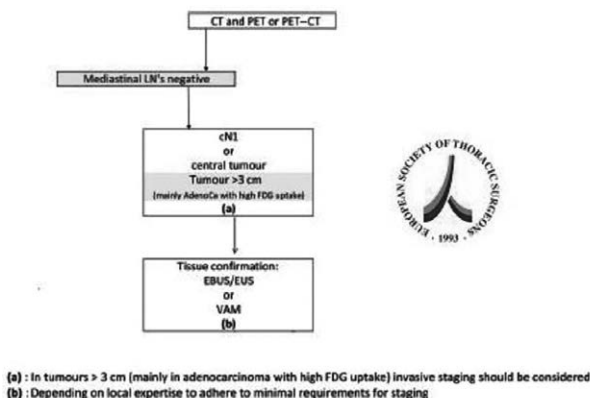 CT and PET or PET–CT
Mediastinal LN's negative
cN1
or
central tumour
Tumour >3 cm
(mainly AdenoCa with high FDG uptake)
(a)
EUROPEAN SOCIETY OF THORACIC SURGEONS
· 1993 ·
Tissue confirmation:
EBUS/EUS
or
VAM
(b)
(a) : In tumours > 3 cm (mainly in adenocarcinoma with high FDG uptake) invasive staging should be considered
(b) : Depending on local expertise to adhere to minimal requirements for staging